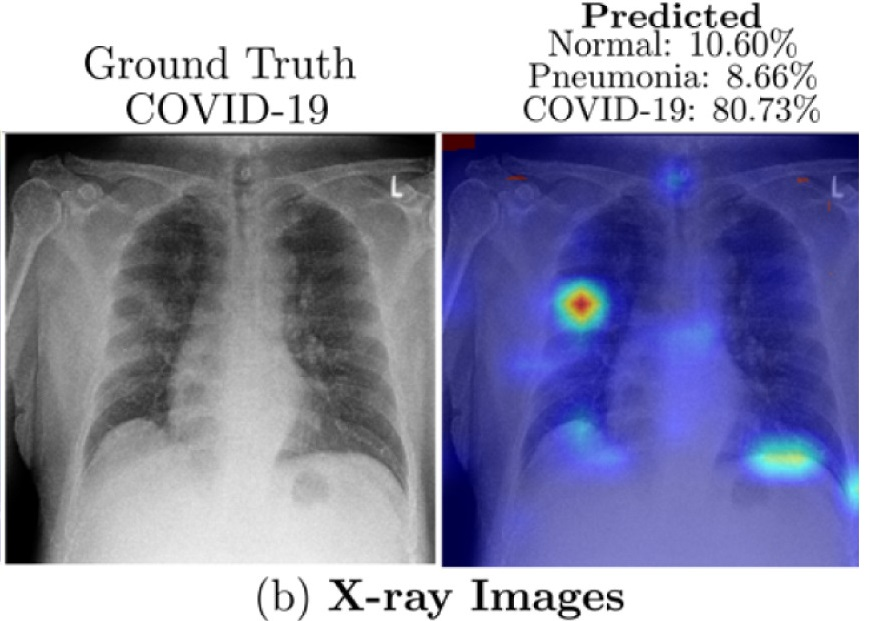 Ground Truth
COVID-19
Predicted
Normal: 10.60%
Pneumonia: 8.66%
COVID-19: 80.73%
L
L
(b) X-ray Images